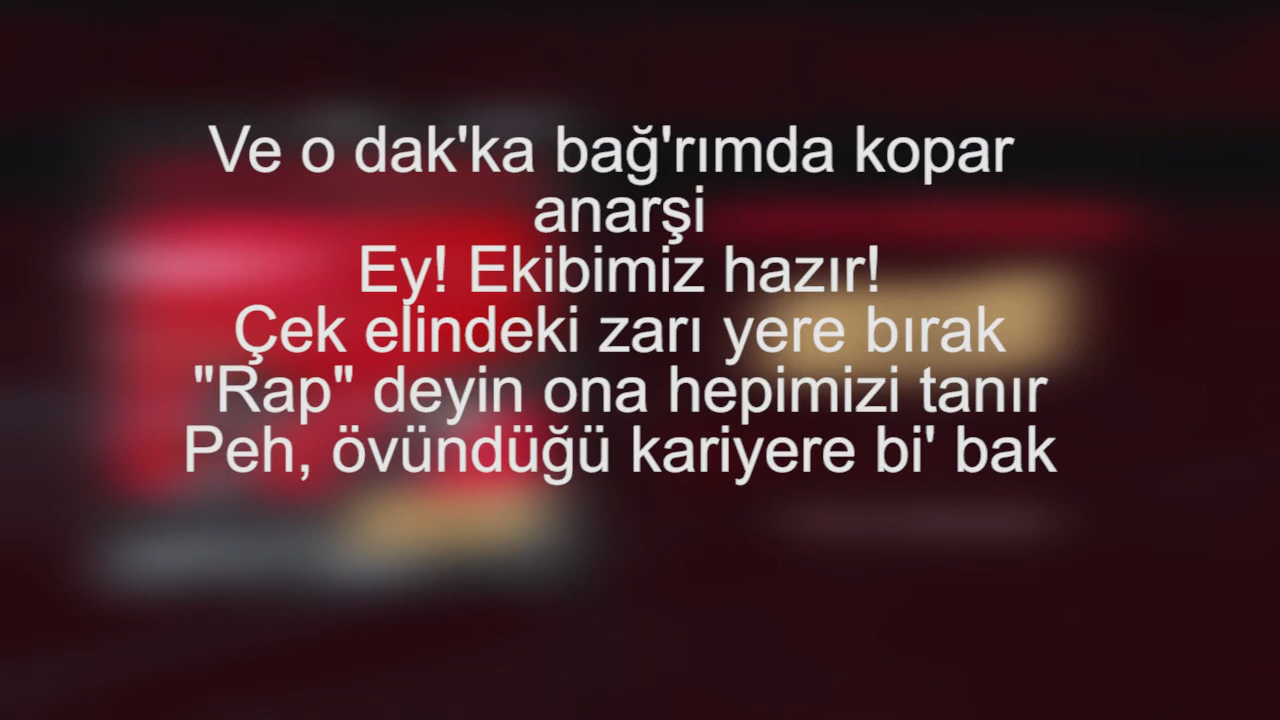 Ve o dak'ka bağ'rımda kopar
anarşi
Ey! Ekibimiz hazır!
Çek elindeki zarı yere bırak
"Rap" deyin ona hepimizi tanır
Peh, övündüğü kariyere bi' bak